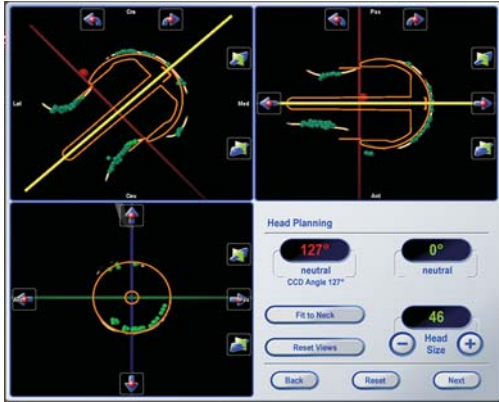 Cra
Lat
Med
Cau
Pos
Ant
Head Planning
127°
neutral
CCD Angle 127°
0°
neutral
Fit to Neck
46
Head
Size
Reset Views
Back
Reset
Next